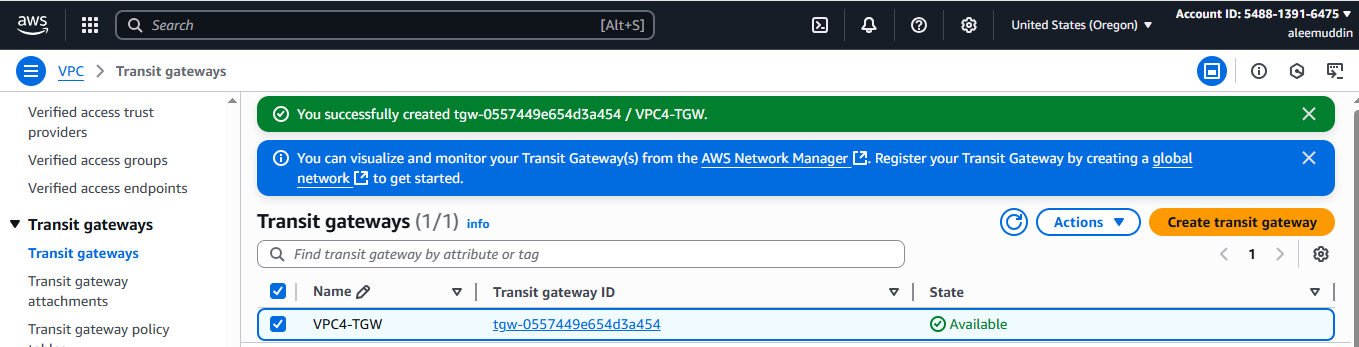 aws
Search [Alt+S]
United States (Oregon)
Account ID: 5488-1391-6475
aleemuddin
VPC > Transit gateways
Verified access trust
providers
Verified access groups
Verified access endpoints
Transit gateways
Transit gateways
Transit gateway
attachments
Transit gateway policy
You successfully created tgw-0557449e654d3a454 / VPC4-TGW.
You can visualize and monitor your Transit Gateway(s) from the AWS Network Manager. Register your Transit Gateway by creating a global
network to get started.
Transit gateways (1/1) info
Actions
Create transit gateway
Find transit gateway by attribute or tag
1
Name Transit gateway ID State
VPC4-TGW tgw-0557449e654d3a454 Available